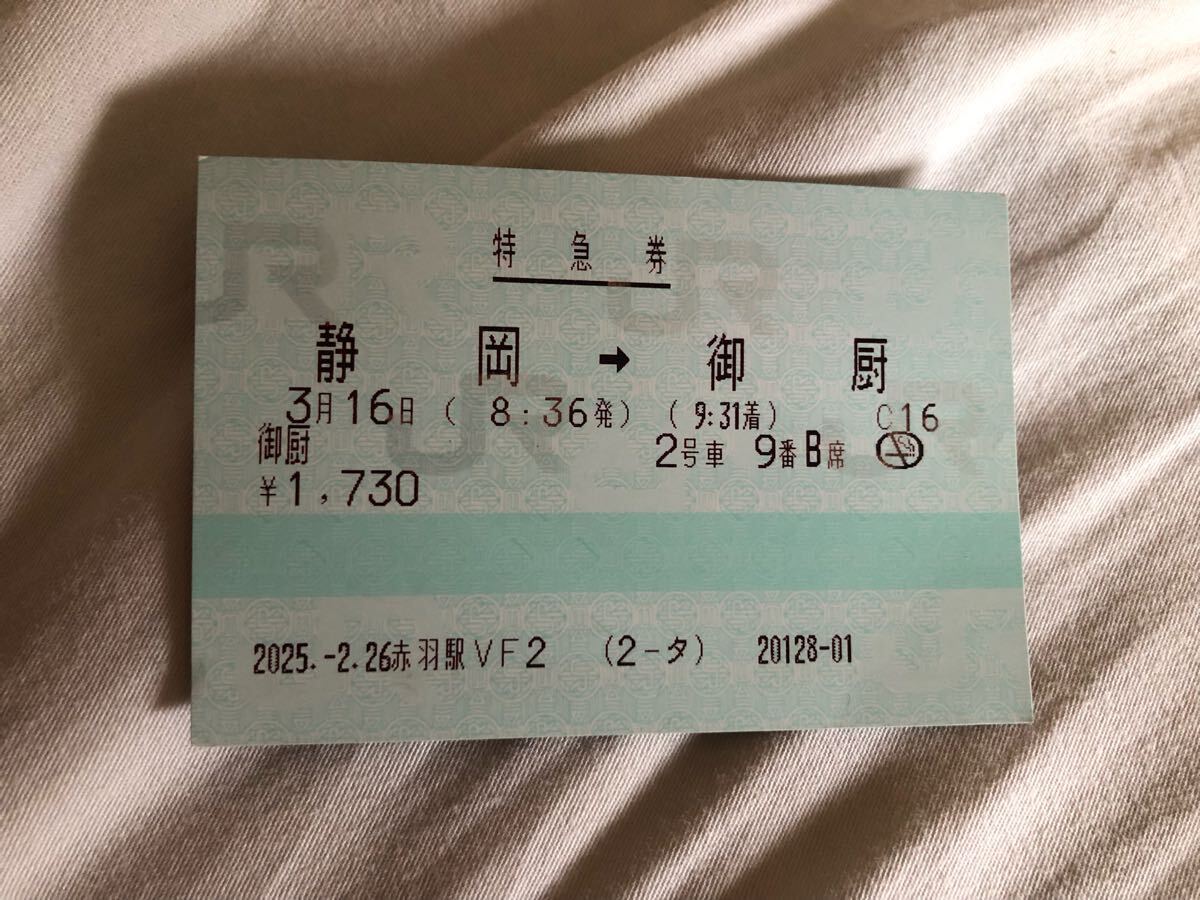 特急券
静岡 → 御厨
3月16日 ( 8:36発) (9:31着) C16
御厨 2号車 9番B席
¥1,730
2025.-2.26赤羽駅VF2 (2-タ) 20128-01